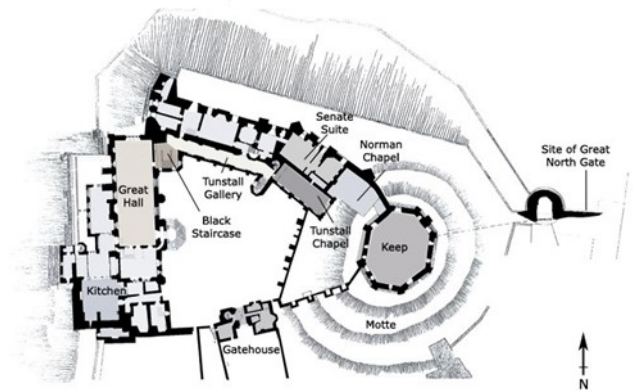 Senate
Suite
Norman
Chapel
Site of Great
North Gate
Great
Hall
Tunstall
Gallery
Black
Staircase
Tunstall
Chapel
Keep
Kitchen
Motte
Gatehouse
N